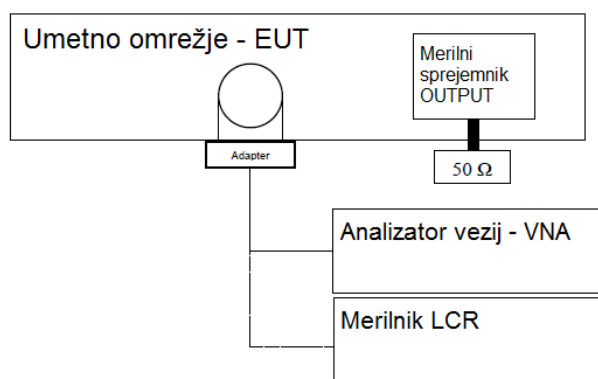 Umetno omrežje - EUT
Merilni
sprejemnik
OUTPUT
Adapter
50 Ω
Analizator vezij - VNA
Merilnik LCR